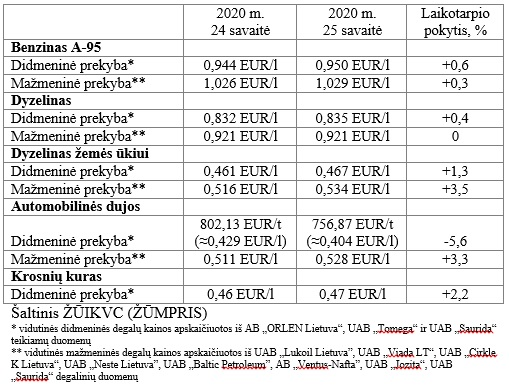 2020 m. 24 savaitė 2020 m. 25 savaitė Laikotarpio pokytis, %
Benzinas A-95
Didmeninė prekyba* 0,944 EUR/l 0,950 EUR/l +0,6
Mažmeninė prekyba** 1,026 EUR/l 1,029 EUR/l +0,3
Dyzelinas
Didmeninė prekyba* 0,832 EUR/l 0,835 EUR/l +0,4
Mažmeninė prekyba** 0,921 EUR/l 0,921 EUR/l 0
Dyzelinas žemės ūkiui
Didmeninė prekyba* 0,461 EUR/l 0,467 EUR/l +1,3
Mažmeninė prekyba** 0,516 EUR/l 0,534 EUR/l +3,5
Automobilinės dujos
802,13 EUR/t 756,87 EUR/t
Didmeninė prekyba* (≈0,429 EUR/l) (≈0,404 EUR/l) -5,6
Mažmeninė prekyba** 0,511 EUR/l 0,528 EUR/l +3,3
Krosnių kuras
Didmeninė prekyba* 0,46 EUR/l 0,47 EUR/l +2,2
Šaltinis ŽŪIKVC (ŽŪMPRIS)
* vidutinės didmeninės degalų kainos apskaičiuotos iš AB „ORLEN Lietuva“, UAB „Tomega“ ir UAB „Saurida“
teikiamų duomenų
** vidutinės mažmeninės degalų kainos apskaičiuotos iš UAB „Lukoil Lietuva”, UAB „Viada LT“, UAB „Cirkle
K Lietuva“, UAB „Neste Lietuva”, UAB „Baltic Petroleum”, AB „Ventus-Nafta”, UAB „Jozita”, UAB
„Saurida” degalinių duomenų